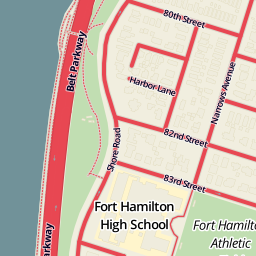 80th Street
Belt Parkway
Harbor Lane
Narrows Avenue
Shore Road
82nd Street
83rd Street
Fort Hamilton
High School
Fort Hamilto
Athletic
Parkway